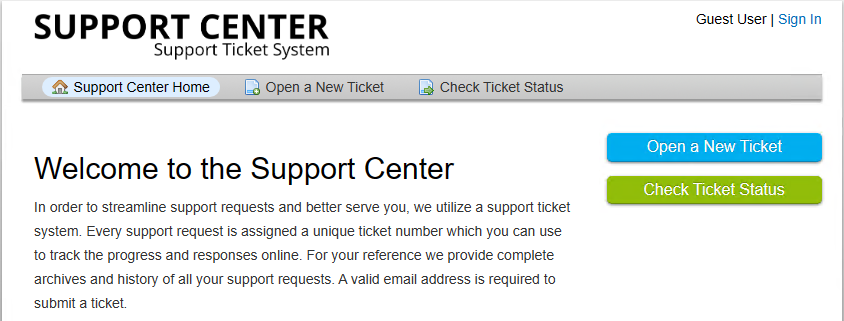 SUPPORT CENTER
Support Ticket System
Guest User | Sign In
Support Center Home Open a New Ticket Check Ticket Status
Welcome to the Support Center
In order to streamline support requests and better serve you, we utilize a support ticket
system. Every support request is assigned a unique ticket number which you can use
to track the progress and responses online. For your reference we provide complete
archives and history of all your support requests. A valid email address is required to
submit a ticket.
Open a New Ticket
Check Ticket Status